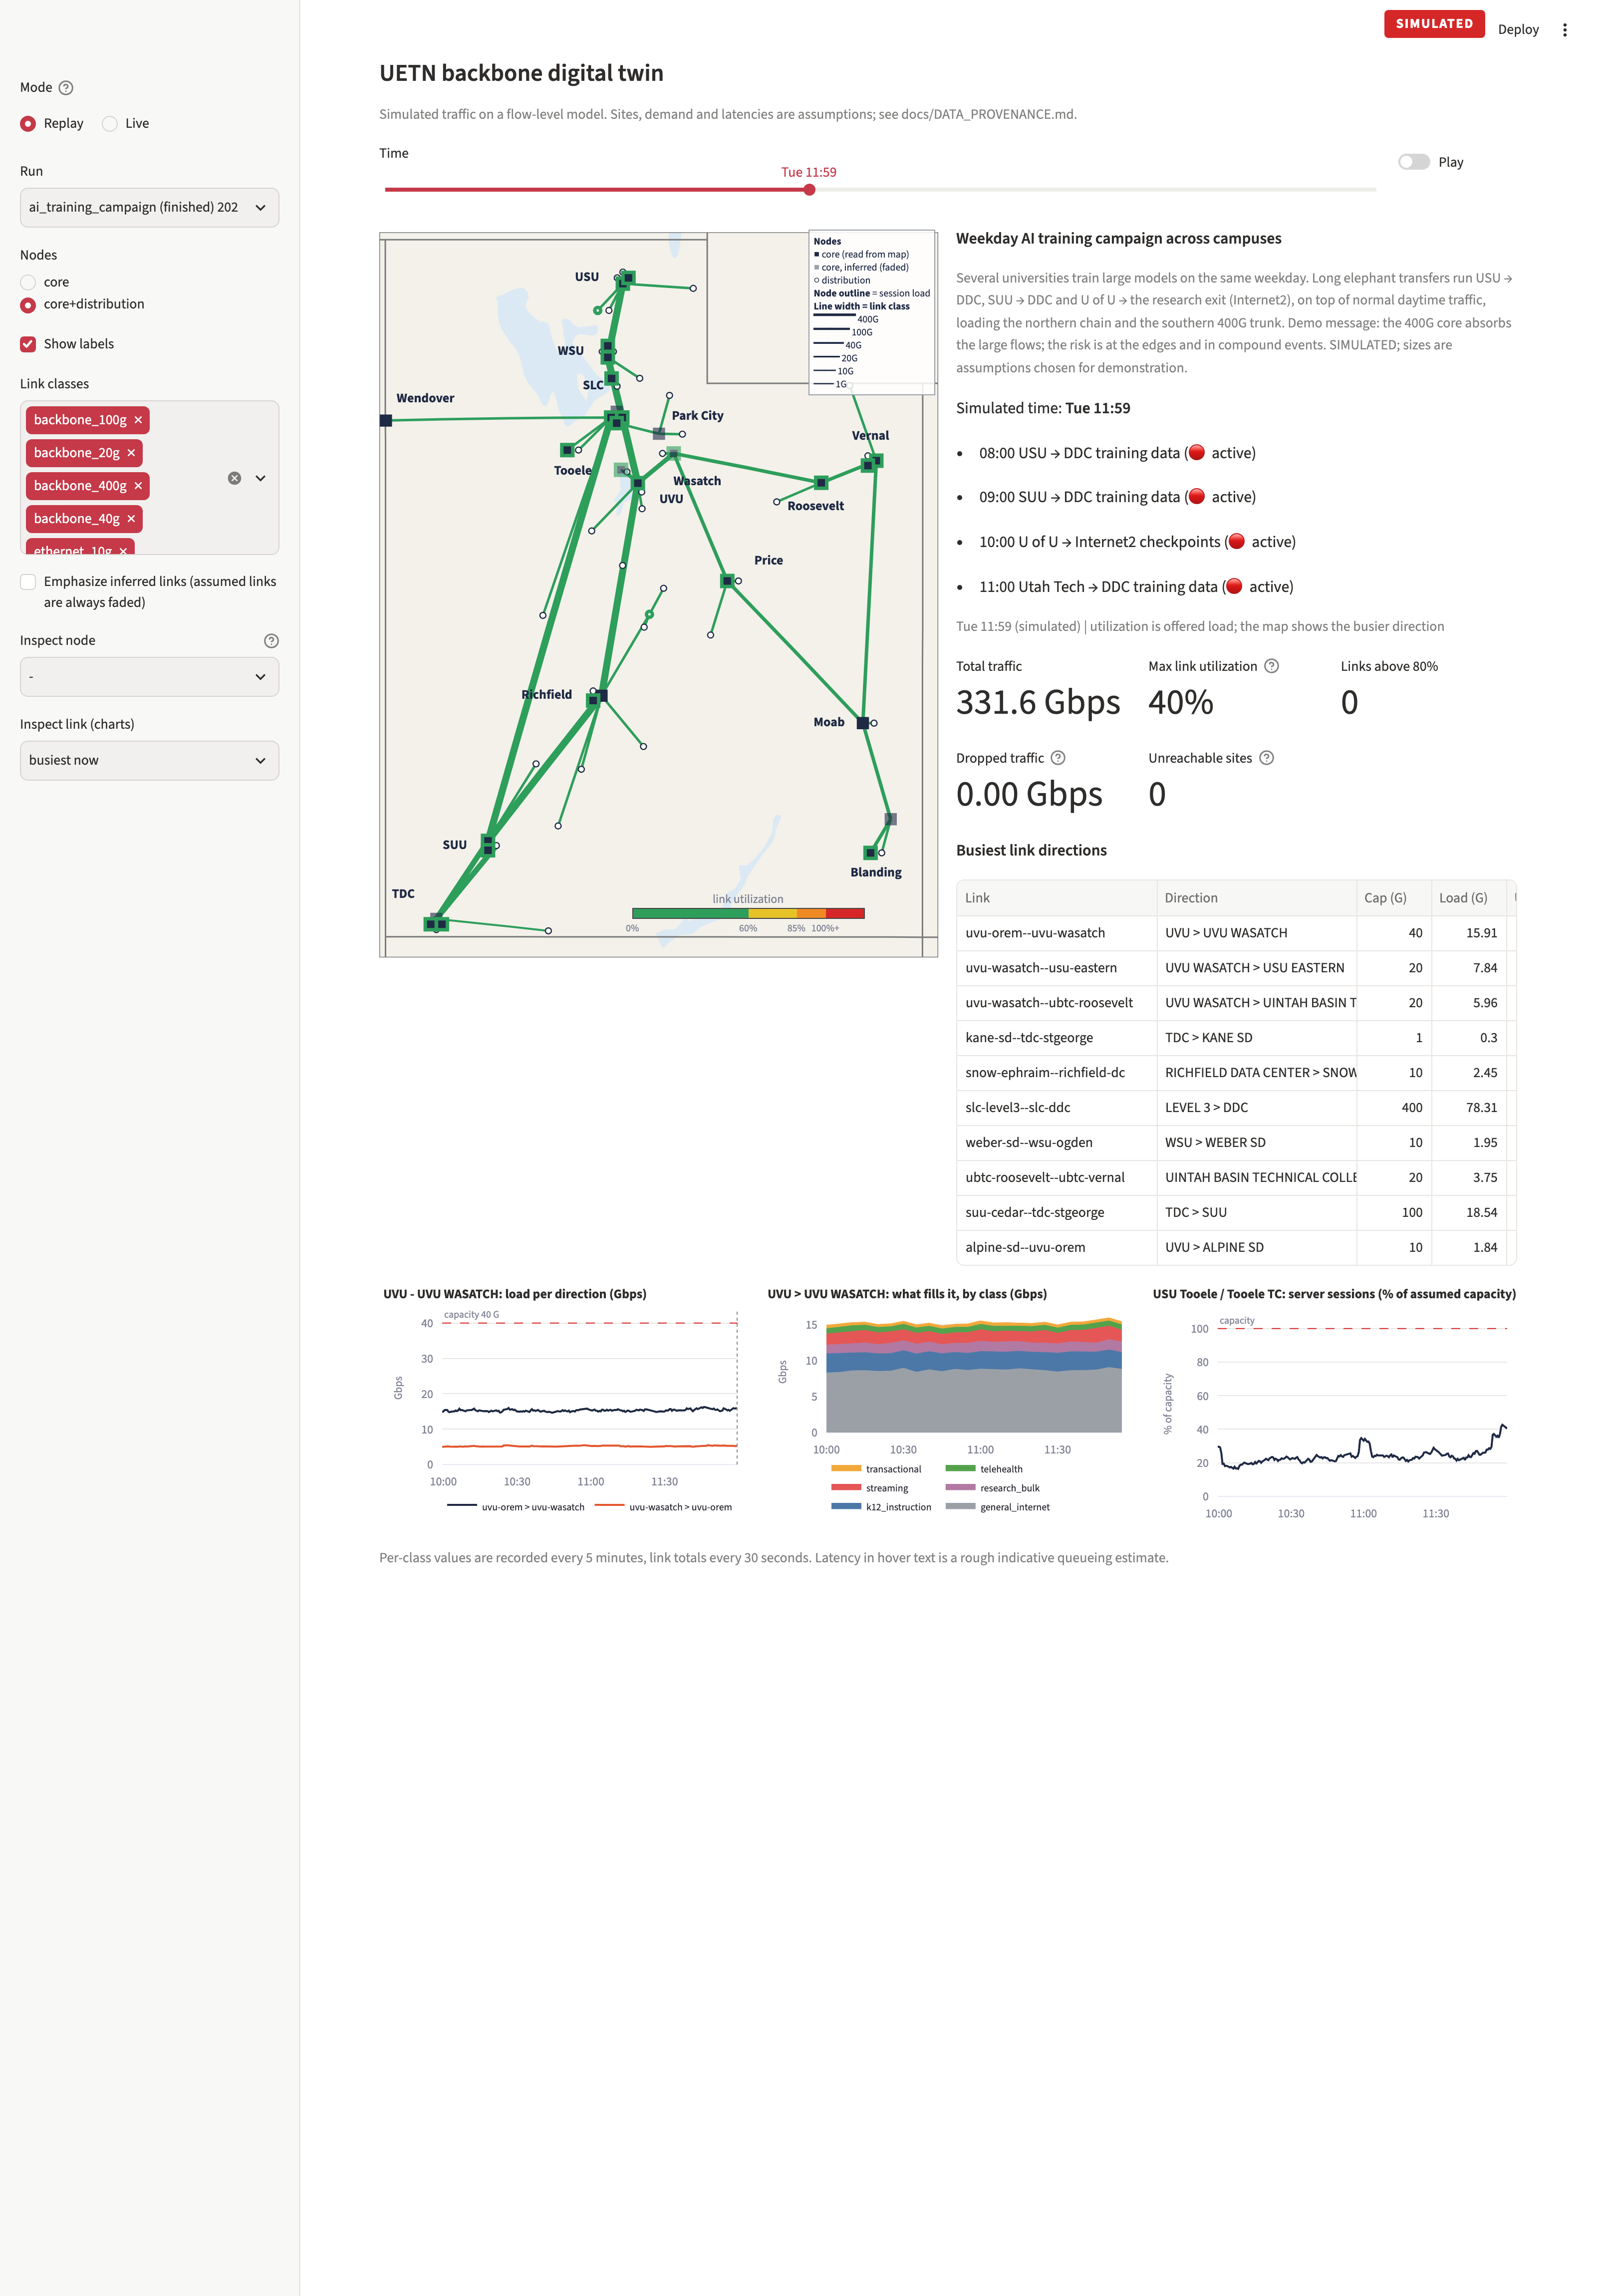 SIMULATED
Deploy
Mode
Replay
Live
Run
ai_training_campaign (finished) 202
Nodes
core
core+distribution
Show labels
Link classes
backbone_100g
backbone_20g
backbone_400g
backbone_40g
ethernet_10g
Emphasize inferred links (assumed links
are always faded)
Inspect node
-
Inspect link (charts)
busiest now
UETN backbone digital twin
Simulated traffic on a flow-level model. Sites, demand and latencies are assumptions; see docs/DATA_PROVENANCE.md.
Time
Tue 11:59
Play
Nodes
core (read from map)
core, inferred (faded)
distribution
Node outline = session load
Line width = link class
400G
100G
40G
20G
10G
1G
USU
WSU
SLC
Wendover
Park City
Vernal
Tooele
Wasatch
UVU
Roosevelt
Price
Richfield
Moab
SUU
Blanding
TDC
link utilization
0% 60% 85% 100%+
Weekday AI training campaign across campuses
Several universities train large models on the same weekday. Long elephant transfers run USU →
DDC, SUU → DDC and U of U → the research exit (Internet2), on top of normal daytime traffic,
loading the northern chain and the southern 400G trunk. Demo message: the 400G core absorbs
the large flows; the risk is at the edges and in compound events. SIMULATED; sizes are
assumptions chosen for demonstration.
Simulated time: Tue 11:59
• 08:00 USU → DDC training data (🔴 active)
• 09:00 SUU → DDC training data (🔴 active)
• 10:00 U of U → Internet2 checkpoints (🔴 active)
• 11:00 Utah Tech → DDC training data (🔴 active)
Tue 11:59 (simulated) | utilization is offered load; the map shows the busier direction
Total traffic Max link utilization Links above 80%
331.6 Gbps 40% 0
Dropped traffic Unreachable sites
0.00 Gbps 0
Busiest link directions
Link Direction Cap (G) Load (G)
uvu-orem--uvu-wasatch UVU > UVU WASATCH 40 15.91
uvu-wasatch--usu-eastern UVU WASATCH > USU EASTERN 20 7.84
uvu-wasatch--ubtc-roosevelt UVU WASATCH > UINTAH BASIN T 20 5.96
kane-sd--tdc-stgeorge TDC > KANE SD 1 0.3
snow-ephraim--richfield-dc RICHFIELD DATA CENTER > SNOW 10 2.45
slc-level3--slc-ddc LEVEL 3 > DDC 400 78.31
weber-sd--wsu-ogden WSU > WEBER SD 10 1.95
ubtc-roosevelt--ubtc-vernal UINTAH BASIN TECHNICAL COLLE 20 3.75
suu-cedar--tdc-stgeorge TDC > SUU 100 18.54
alpine-sd--uvu-orem UVU > ALPINE SD 10 1.84
UVU - UVU WASATCH: load per direction (Gbps)
capacity 40 G
40
30
20
10
0
Gbps
10:00 10:30 11:00 11:30
uvu-orem > uvu-wasatch uvu-wasatch > uvu-orem
UVU > UVU WASATCH: what fills it, by class (Gbps)
15
10
5
0
Gbps
10:00 10:30 11:00 11:30
transactional telehealth
streaming research_bulk
k12_instruction general_internet
USU Tooele / Tooele TC: server sessions (% of assumed capacity)
capacity
100
80
60
40
20
0
% of capacity
10:00 10:30 11:00 11:30
Per-class values are recorded every 5 minutes, link totals every 30 seconds. Latency in hover text is a rough indicative queueing estimate.